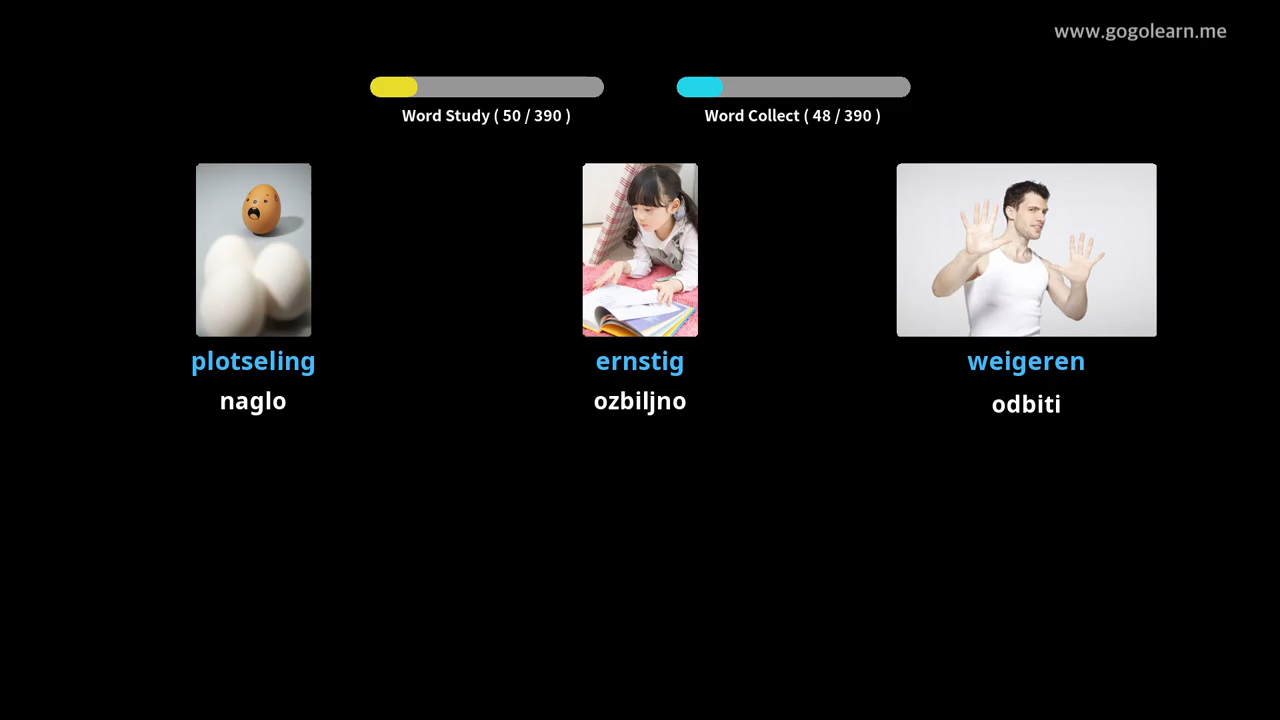 www.gogolearn.me
Word Study ( 50 / 390 )
Word Collect ( 48 / 390 )
plotseling
naglo
ernstig
ozbiljno
weigeren
odbiti